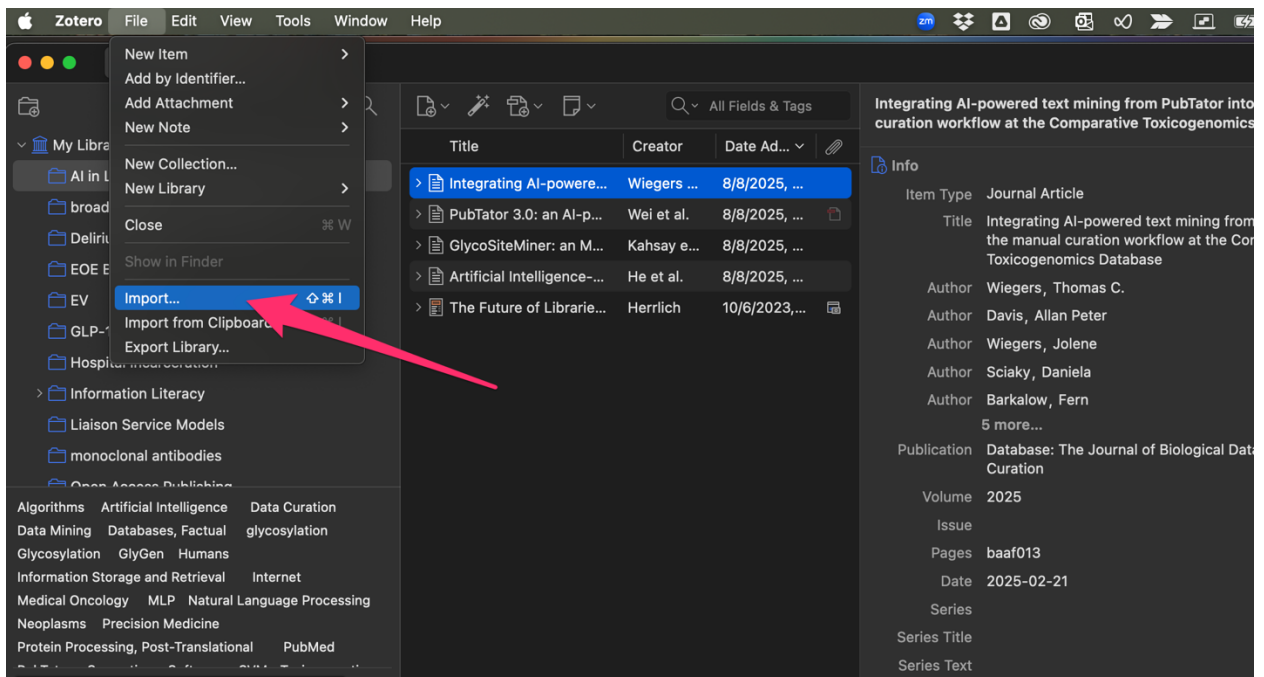 Zotero File Edit View Tools Window Help
zm
New Item
Add by Identifier...
Add Attachment
New Note
New Collection...
New Library
Close ⌘ W
Show in Finder
Import... ⇧ ⌘ I
Import from Clipboard
Export Library...
My Libra
AI in L
broad
Deliriu
EOE E
EV
GLP-1
Hospital Incarceration
Information Literacy
Liaison Service Models
monoclonal antibodies
Open Access Publishing
Algorithms Artificial Intelligence Data Curation
Data Mining Databases, Factual glycosylation
Glycosylation GlyGen Humans
Information Storage and Retrieval Internet
Medical Oncology MLP Natural Language Processing
Neoplasms Precision Medicine
Protein Processing, Post-Translational PubMed
All Fields & Tags
Title Creator Date Ad...
Integrating AI-powere... Wiegers ... 8/8/2025, ...
PubTator 3.0: an AI-p... Wei et al. 8/8/2025, ...
GlycoSiteMiner: an M... Kahsay e... 8/8/2025, ...
Artificial Intelligence-... He et al. 8/8/2025, ...
The Future of Librarie... Herrlich 10/6/2023,...
Integrating AI-powered text mining from PubTator into
curation workflow at the Comparative Toxicogenomics
Info
Item Type Journal Article
Title Integrating AI-powered text mining from
the manual curation workflow at the Cor
Toxicogenomics Database
Author Wiegers, Thomas C.
Author Davis, Allan Peter
Author Wiegers, Jolene
Author Sciaky, Daniela
Author Barkalow, Fern
5 more...
Publication Database: The Journal of Biological Data
Curation
Volume 2025
Issue
Pages baaf013
Date 2025-02-21
Series
Series Title
Series Text